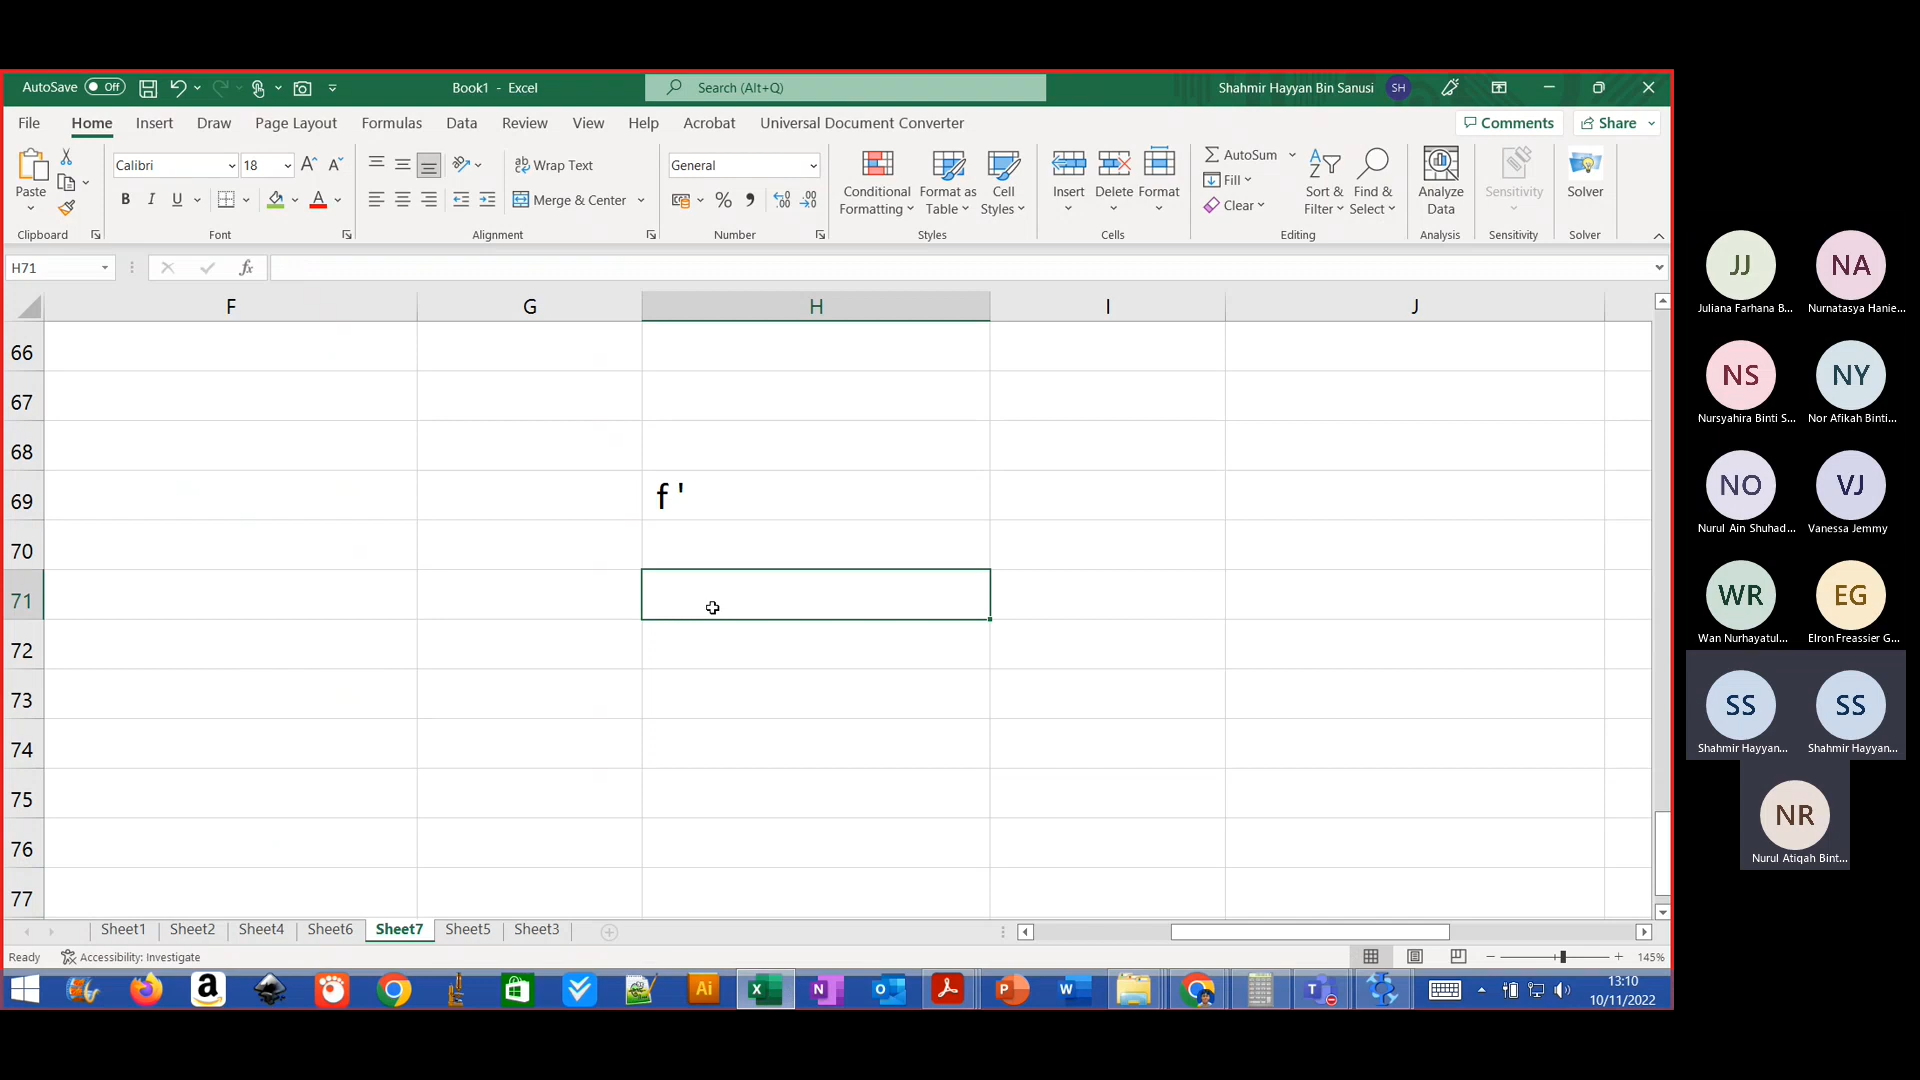 AutoSave Off
Book1 - Excel
Search (Alt+Q)
Shahmir Hayyan Bin Sanusi SH
File Home Insert Draw Page Layout Formulas Data Review View Help Acrobat Universal Document Converter
Comments Share
Paste
Clipboard
Calibri 18
B I U A
Font
Wrap Text
Merge & Center
Alignment
General
%
Number
Conditional Formatting
Format as Table
Cell Styles
Styles
Insert Delete Format
Cells
AutoSum
Fill
Clear
Sort & Filter
Find & Select
Editing
Analyze Data
Analysis
Sensitivity
Sensitivity
Solver
Solver
H71
fx
F G H I J
66
67
68
69 f '
70
71
72
73
74
75
76
77
Sheet1 Sheet2 Sheet4 Sheet6 Sheet7 Sheet5 Sheet3
Ready Accessibility: Investigate
145%
13:10
10/11/2022
JJ
Juliana Farhana B...
NA
Nurnatasya Hanie...
NS
Nursyahira Binti S...
NY
Nor Afikah Binti...
NO
Nurul Ain Shuhad...
VJ
Vanessa Jemmy
WR
Wan Nurhayatul...
EG
Elron Freassier G...
SS
Shahmir Hayyan...
SS
Shahmir Hayyan...
NR
Nurul Atiqah Bint...